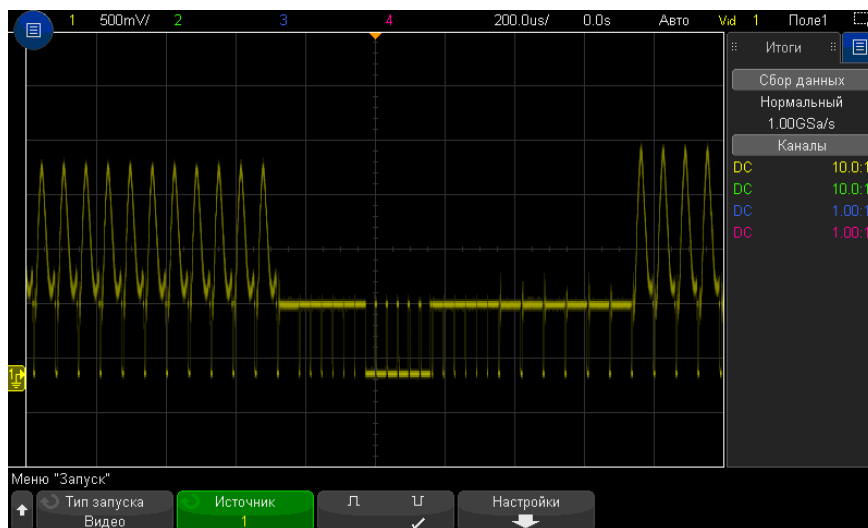 1 500mV/ 2 3 4 200.0us/ 0.0s Авто Vid 1 Поле1
Итоги
Сбор данных
Нормальный
1.00GSa/s
Каналы
DC 10.0:1
DC 10.0:1
DC 1.00:1
DC 1.00:1
1
Меню "Запуск"
Тип запуска
Видео
Источник
1
Настройки